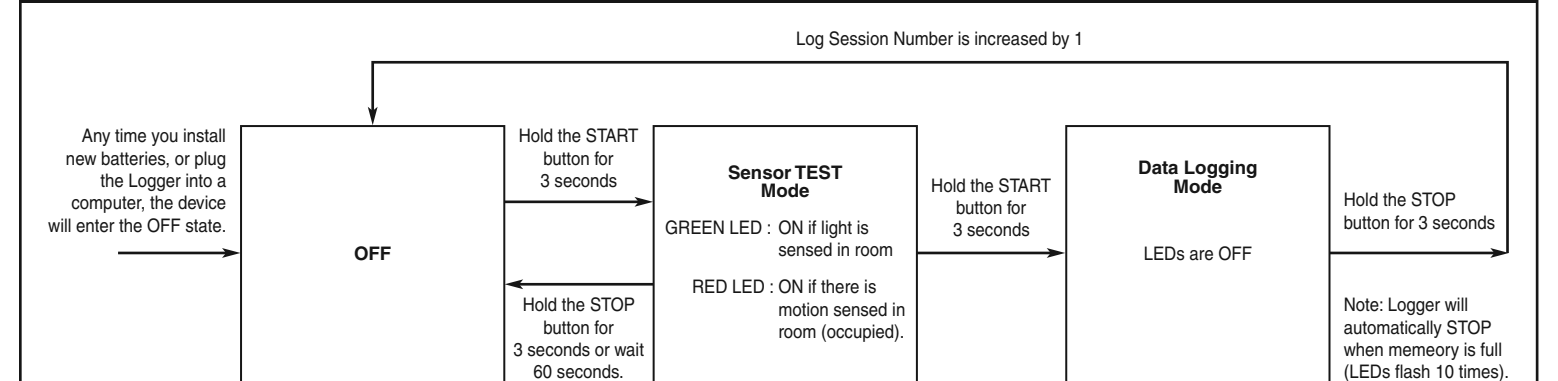 Log Session Number is increased by 1
Any time you install
new batteries, or plug
the Logger into a
computer, the device
will enter the OFF state.
OFF
Hold the START
button for
3 seconds
Hold the STOP
button for
3 seconds or wait
60 seconds.
Sensor TEST
Mode
GREEN LED : ON if light is
sensed in room
RED LED : ON if there is
motion sensed in
room (occupied).
Hold the START
button for
3 seconds
Data Logging
Mode
LEDs are OFF
Hold the STOP
button for 3 seconds
Note: Logger will
automatically STOP
when memeory is full
(LEDs flash 10 times).